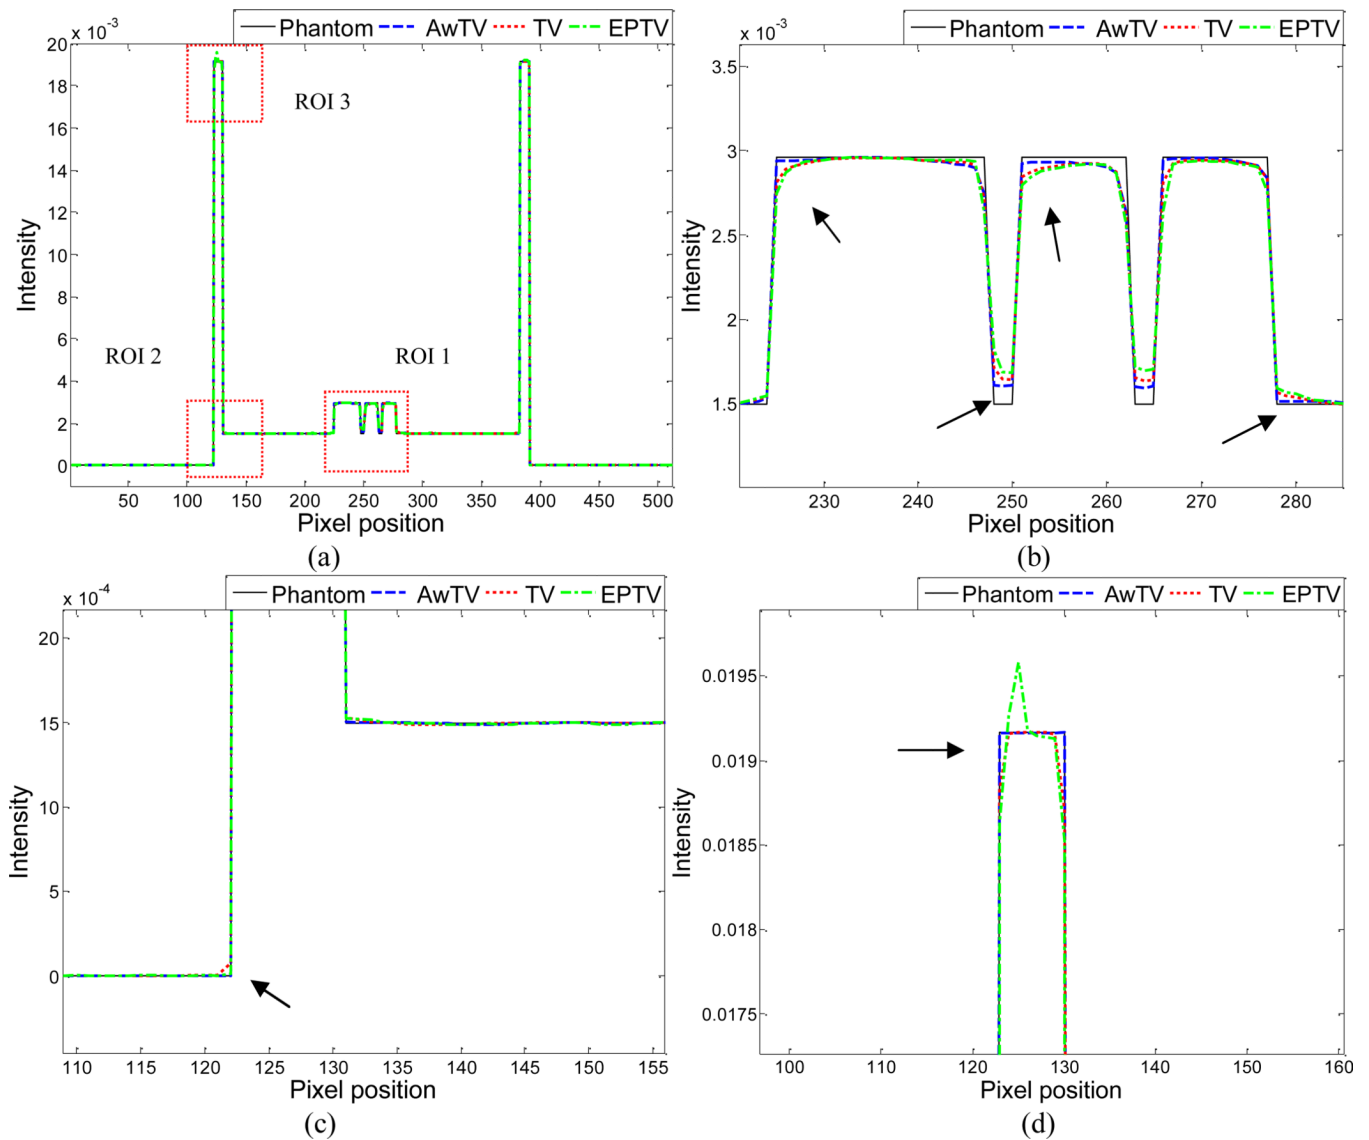 Phantom AwTV TV EPTV
x 10⁻³
20
18
16
14
12
10
8
6
4
2
0
Intensity
ROI 3
ROI 2
ROI 1
50 100 150 200 250 300 350 400 450 500
Pixel position
(a)
Phantom AwTV TV EPTV
x 10⁻³
3.5
3
2.5
2
1.5
Intensity
230 240 250 260 270 280
Pixel position
(b)
Phantom AwTV TV EPTV
x 10⁻⁴
20
15
10
5
0
Intensity
110 115 120 122 130 135 140 145 150 155
Pixel position
(c)
Phantom AwTV TV EPTV
0.0195
0.019
0.0185
0.018
0.0175
Intensity
100 110 120 130 140 150 160
Pixel position
(d)